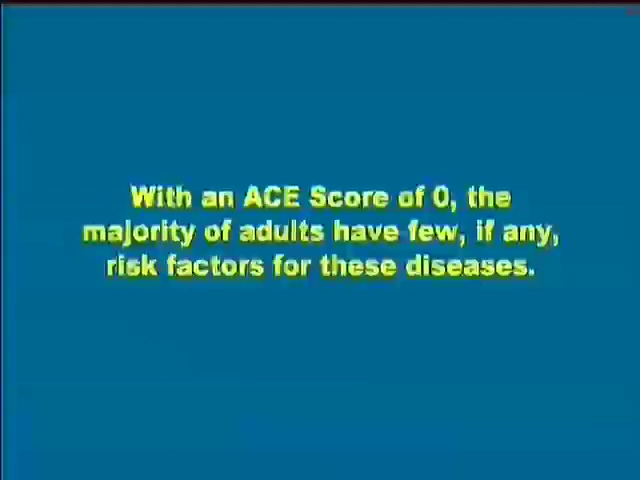 With an ACE Score of 0, the
majority of adults have few, if any,
risk factors for these diseases.